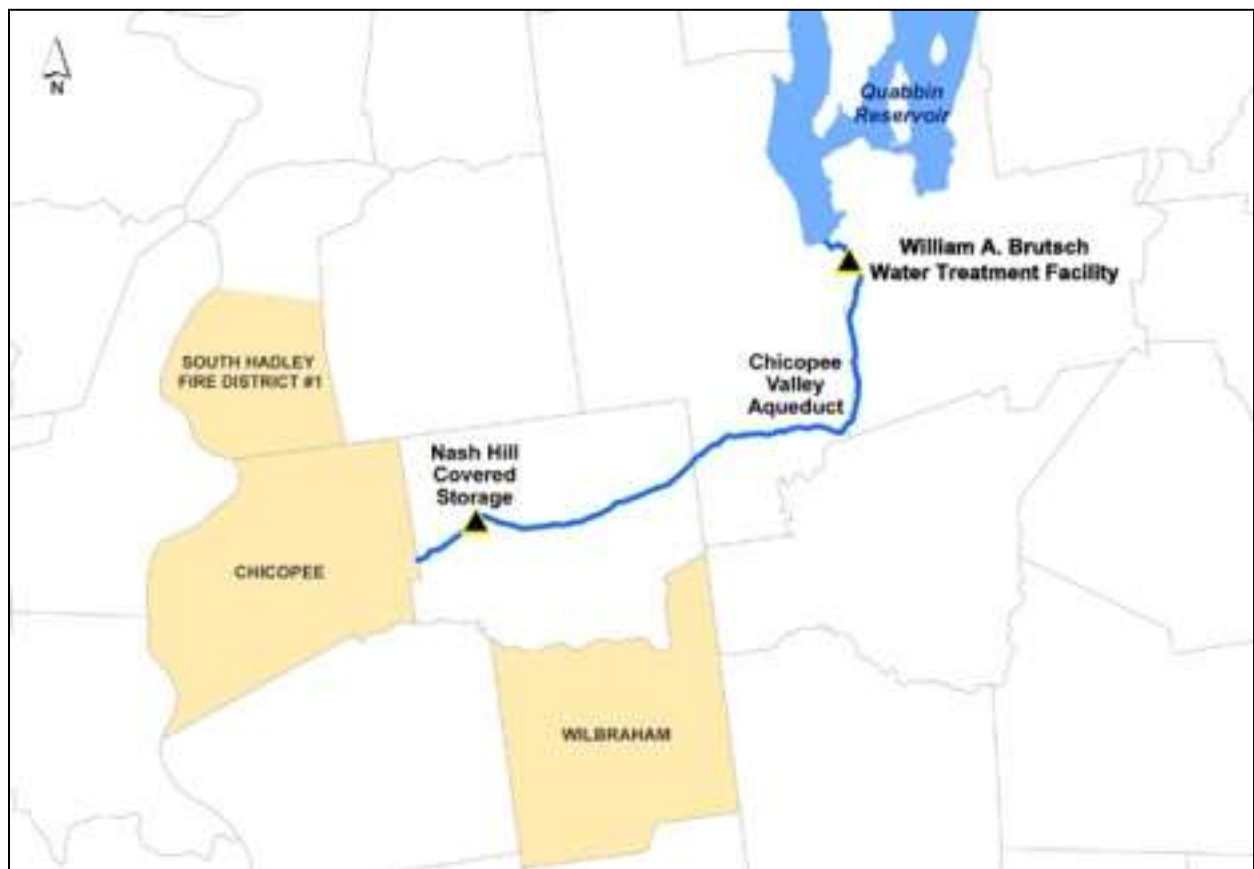 N
Quabbin
Reservoir
William A. Brutsch
Water Treatment Facility
SOUTH HADLEY
FIRE DISTRICT #1
Chicopee
Valley
Aqueduct
Nash Hill
Covered
Storage
CHICOPEE
WILBRAHAM